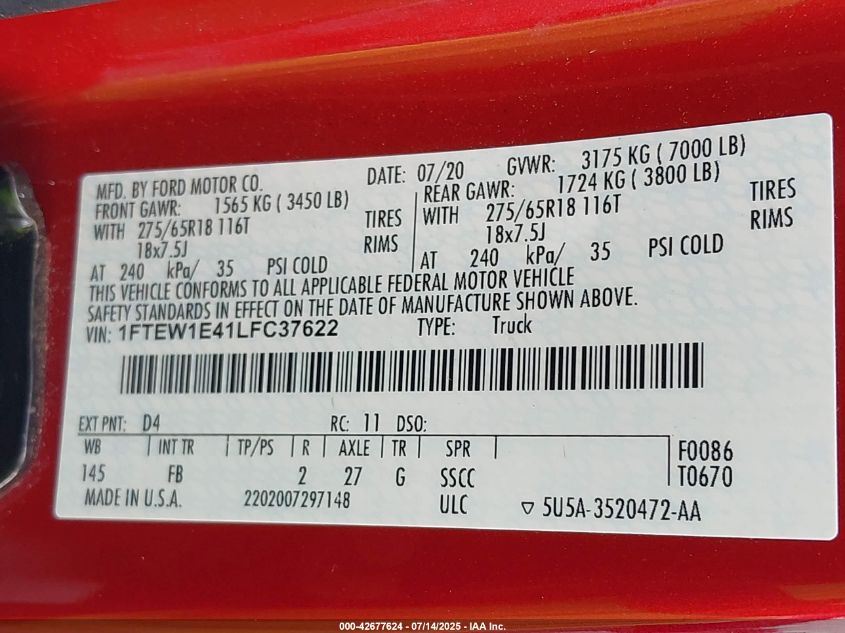 MFD. BY FORD MOTOR CO. DATE: 07/20 GVWR: 3175 KG ( 7000 LB)
FRONT GAWR: 1565 KG ( 3450 LB) REAR GAWR: 1724 KG ( 3800 LB)
WITH 275/65R18 116T TIRES WITH 275/65R18 116T TIRES
18x7.5J RIMS 18x7.5J RIMS
AT 240 kPa/ 35 PSI COLD AT 240 kPa/ 35 PSI COLD
THIS VEHICLE CONFORMS TO ALL APPLICABLE FEDERAL MOTOR VEHICLE
SAFETY STANDARDS IN EFFECT ON THE DATE OF MANUFACTURE SHOWN ABOVE.
VIN: 1FTEW1E41LFC37622 TYPE: Truck
EXT PNT: D4 RC: 11 DSO:
WB INT TR TP/PS R AXLE TR SPR F0086
145 FB 2 27 G SSCC T0670
MADE IN U.S.A. 2202007297148 ULC ▽ 5U5A-3520472-AA
000-42677624 - 07/14/2025 - IAA Inc.